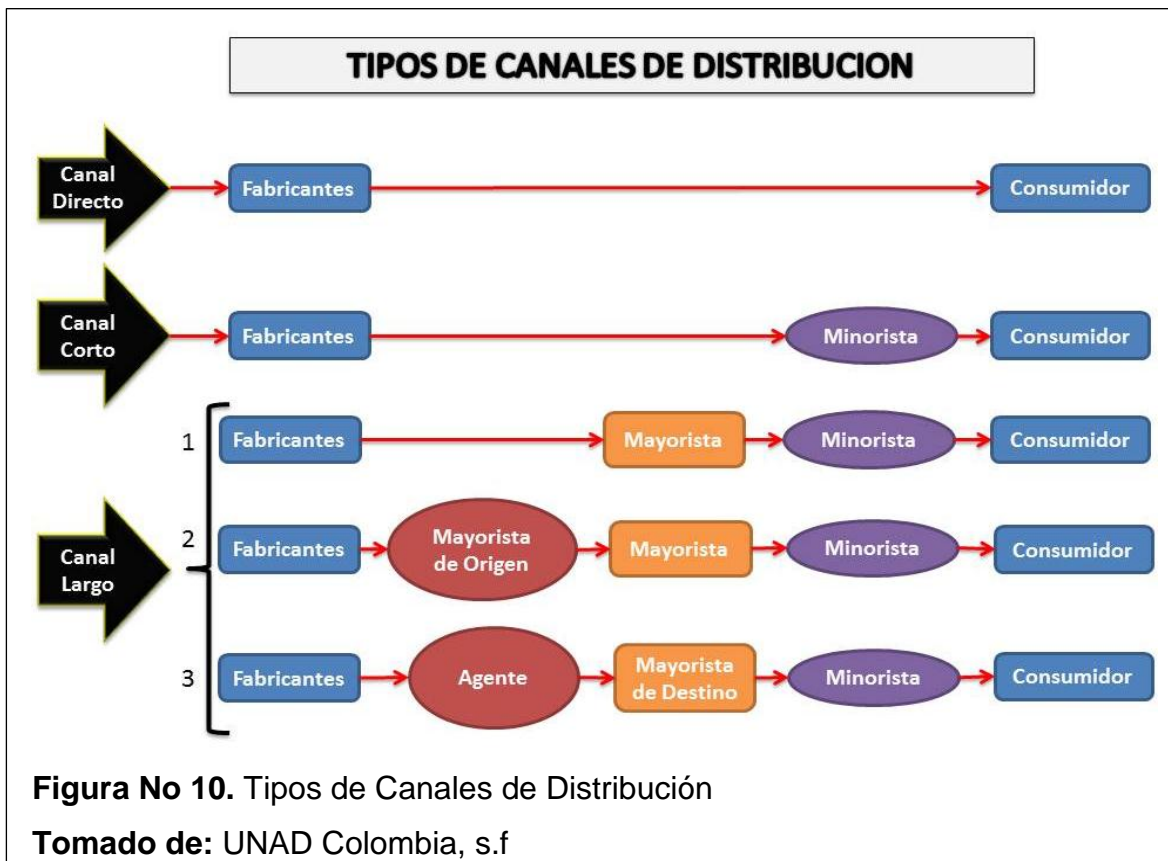 TIPOS DE CANALES DE DISTRIBUCION
Canal
Directo
Fabricantes
Consumidor
Canal
Corto
Fabricantes
Minorista
Consumidor
Canal
Largo
1
Fabricantes
Mayorista
Minorista
Consumidor
2
Fabricantes
Mayorista
de Origen
Mayorista
Minorista
Consumidor
3
Fabricantes
Agente
Mayorista
de Destino
Minorista
Consumidor
Figura No 10. Tipos de Canales de Distribución
Tomado de: UNAD Colombia, s.f